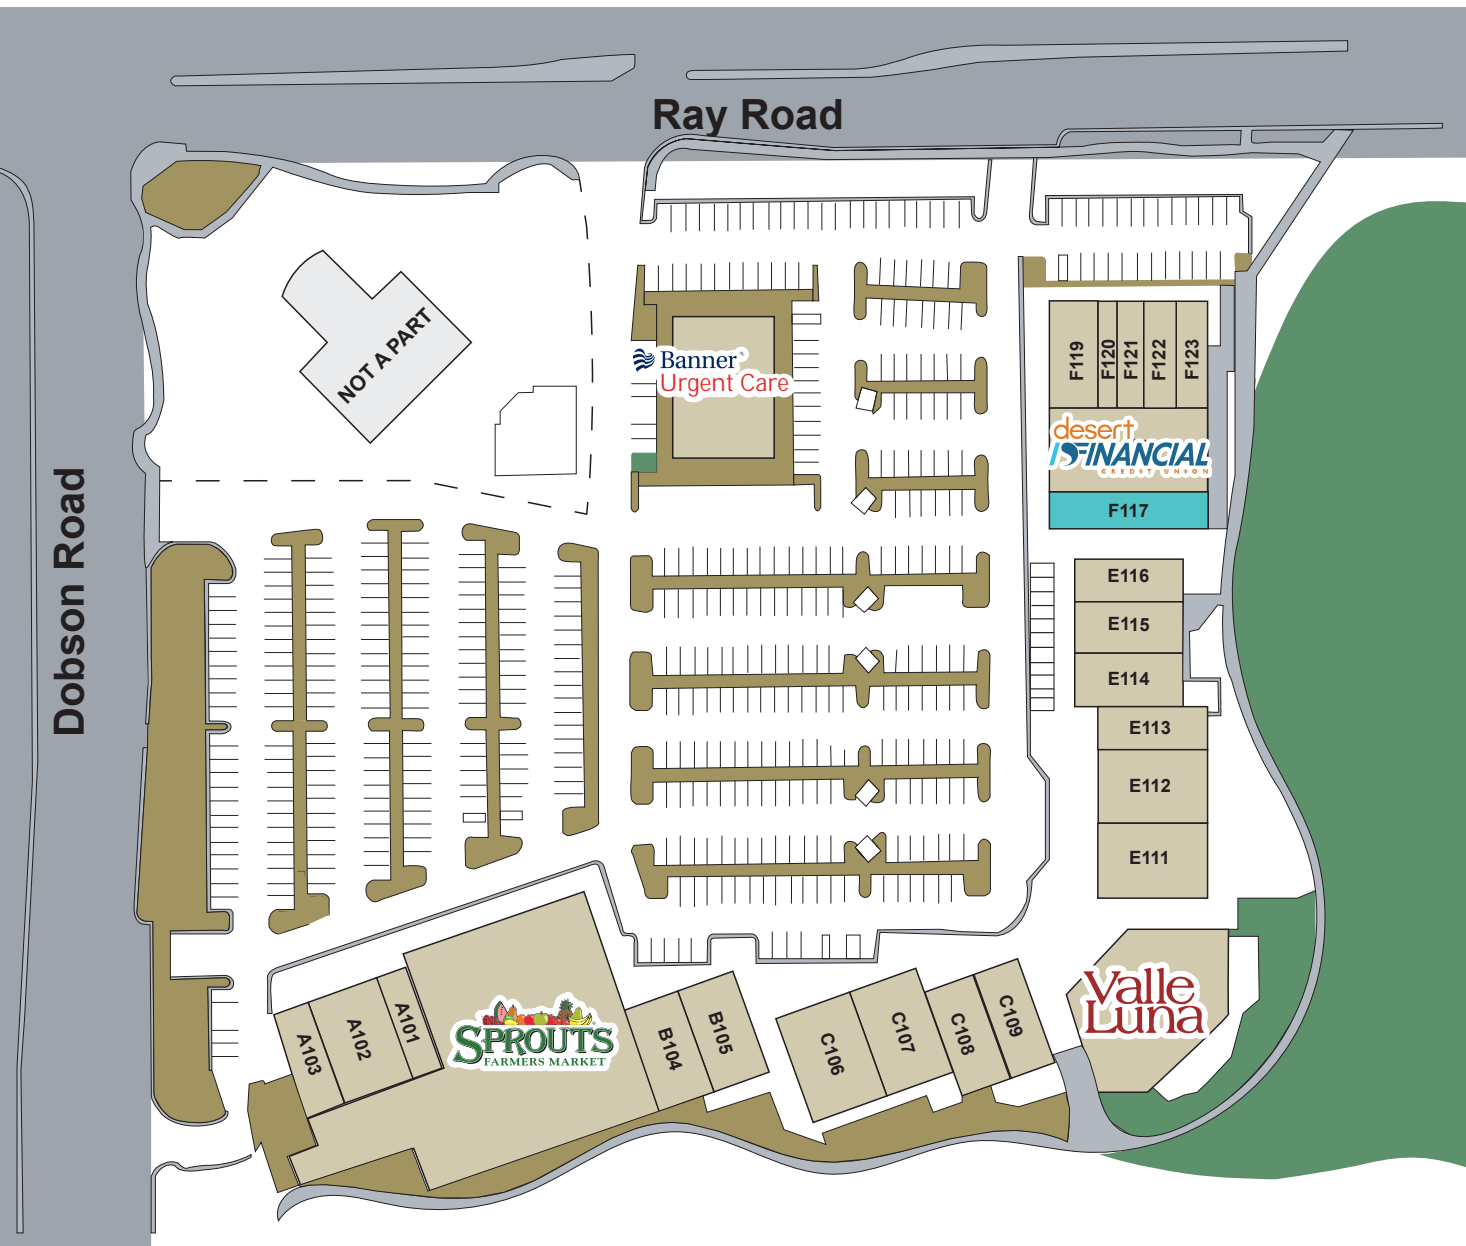 Ray Road
Dobson Road
NOT A PART
Banner
Urgent Care
F119
F120
F121
F122
F123
desert
FINANCIAL
CREDIT UNION
F117
E116
E115
E114
E113
E112
E111
Valle
Luna
A103
A102
A101
SPROUTS
FARMERS MARKET
B104
B105
C106
C107
C108
C109